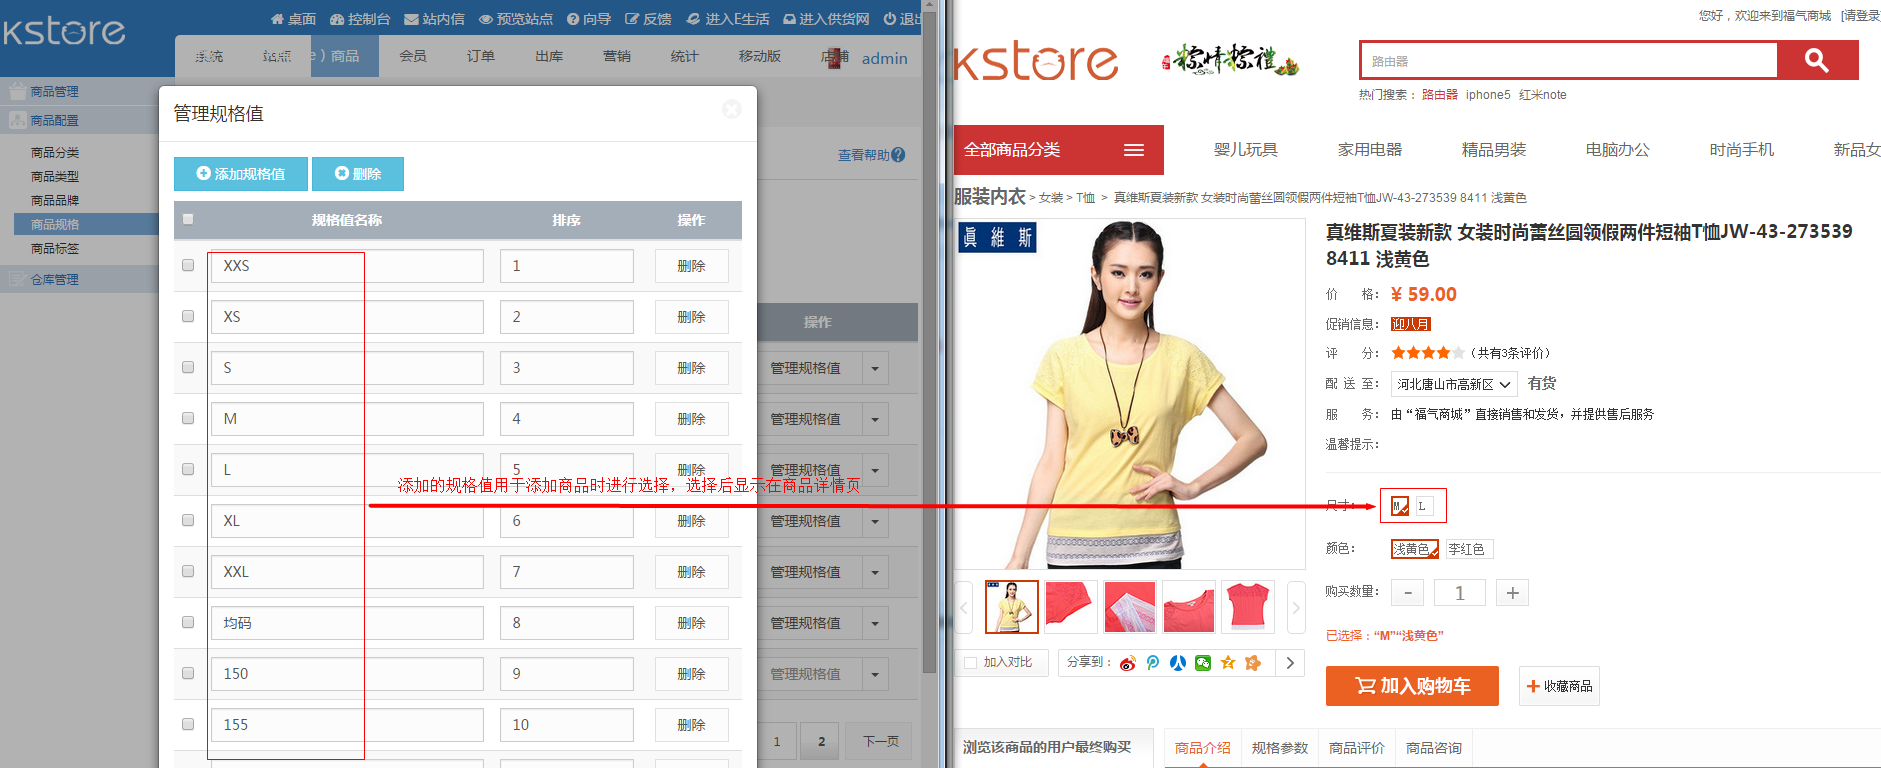 kstore
桌面 控制台 站内信 预览站点 向导 反馈 进入E生活 进入供货网
系统 站点 商品 会员 订单 出库 营销 统计 移动版 店铺 admin
商品管理
商品配置
商品分类
商品类型
商品品牌
商品规格
商品标签
仓库管理
管理规格值
添加规格值 删除
查看帮助
规格值名称 排序 操作
XXS 1 删除
XS 2 删除
操作
S 3 删除 管理规格值
M 4 删除 管理规格值
L 5 删除 管理规格值
添加的规格值用于添加商品时进行选择，选择后显示在商品详情页
XL 6 删除 管理规格值
XXL 7 删除 管理规格值
均码 8 删除 管理规格值
150 9 删除 管理规格值
155 10 删除
1 2 下一页
您好，欢迎来到福气商城 [请登录
kstore
粽情粽禮
路由器
热门搜索： 路由器 iphone5 红米note
全部商品分类 婴儿玩具 家用电器 精品男装 电脑办公 时尚手机 新品女
服装内衣 > 女装 > T恤 > 真维斯夏装新款 女装时尚蕾丝圆领假两件短袖T恤JW-43-273539 8411 浅黄色
真維斯
真维斯夏装新款 女装时尚蕾丝圆领假两件短袖T恤JW-43-273539
8411 浅黄色
价 格： ¥ 59.00
促销信息： 迎八月
评 分： （共有3条评价）
配 送 至： 河北唐山市高新区 有货
服 务： 由“福气商城”直接销售和发货，并提供售后服务
温馨提示：
尺寸： M L
颜色： 浅黄色 李红色
购买数量： - 1 +
已选择：“M”“浅黄色”
加入对比 分享到：
加入购物车 收藏商品
浏览该商品的用户最终购买 商品介绍 规格参数 商品评价 商品咨询